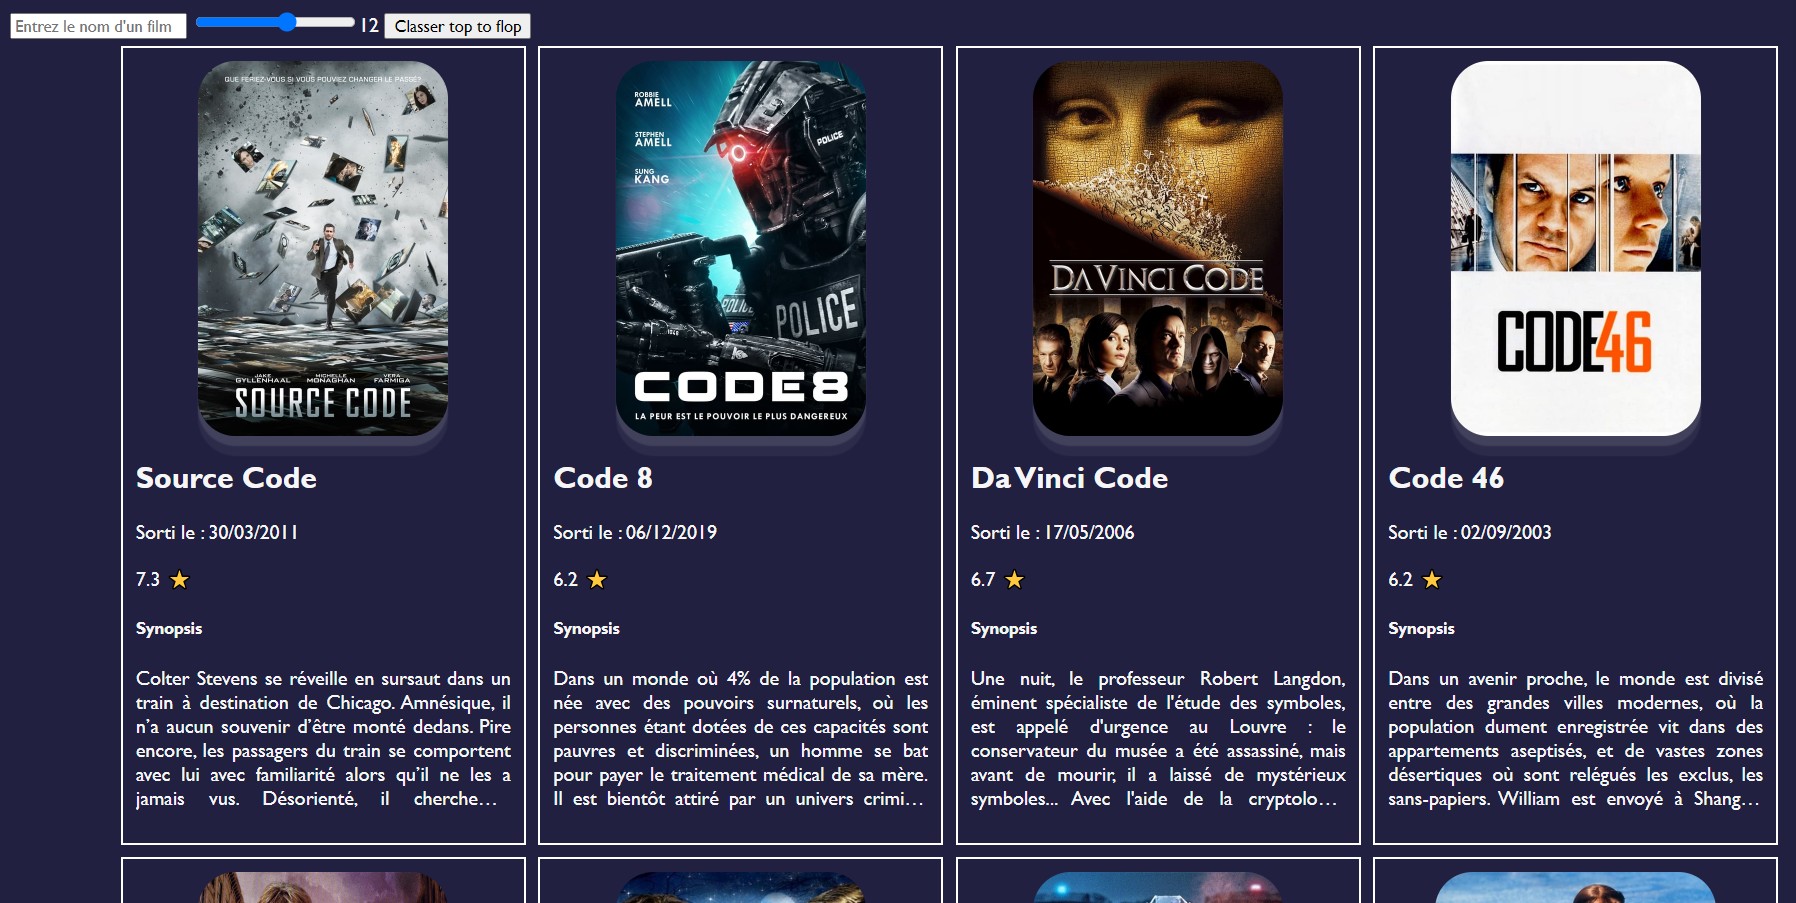 Entrez le nom d'un film 12 Classer top to flop
QUE FERIEZ-VOUS SI VOUS POUVIEZ CHANGER LE PASSÉ?
JAKE GYLLENHAAL MICHELLE MONAGHAN VERA FARMIGA
SOURCE CODE
Source Code
Sorti le : 30/03/2011
7.3
Synopsis
Colter Stevens se réveille en sursaut dans un
train à destination de Chicago. Amnésique, il
n’a aucun souvenir d’être monté dedans. Pire
encore, les passagers du train se comportent
avec lui avec familiarité alors qu’il ne les a
jamais vus. Désorienté, il cherche…
ROBBIE
AMELL
STEPHEN
AMELL
SUNG
KANG
POLICE
POLICE
POLICE
CODE8
LA PEUR EST LE POUVOIR LE PLUS DANGEREUX
Code 8
Sorti le : 06/12/2019
6.2
Synopsis
Dans un monde où 4% de la population est
née avec des pouvoirs surnaturels, où les
personnes étant dotées de ces capacités sont
pauvres et discriminées, un homme se bat
pour payer le traitement médical de sa mère.
Il est bientôt attiré par un univers crimi…
DA VINCI CODE
Da Vinci Code
Sorti le : 17/05/2006
6.7
Synopsis
Une nuit, le professeur Robert Langdon,
éminent spécialiste de l'étude des symboles,
est appelé d'urgence au Louvre : le
conservateur du musée a été assassiné, mais
avant de mourir, il a laissé de mystérieux
symboles... Avec l'aide de la cryptolo…
CODE46
Code 46
Sorti le : 02/09/2003
6.2
Synopsis
Dans un avenir proche, le monde est divisé
entre des grandes villes modernes, où la
population dument enregistrée vit dans des
appartements aseptisés, et de vastes zones
désertiques où sont relégués les exclus, les
sans-papiers. William est envoyé à Shang…